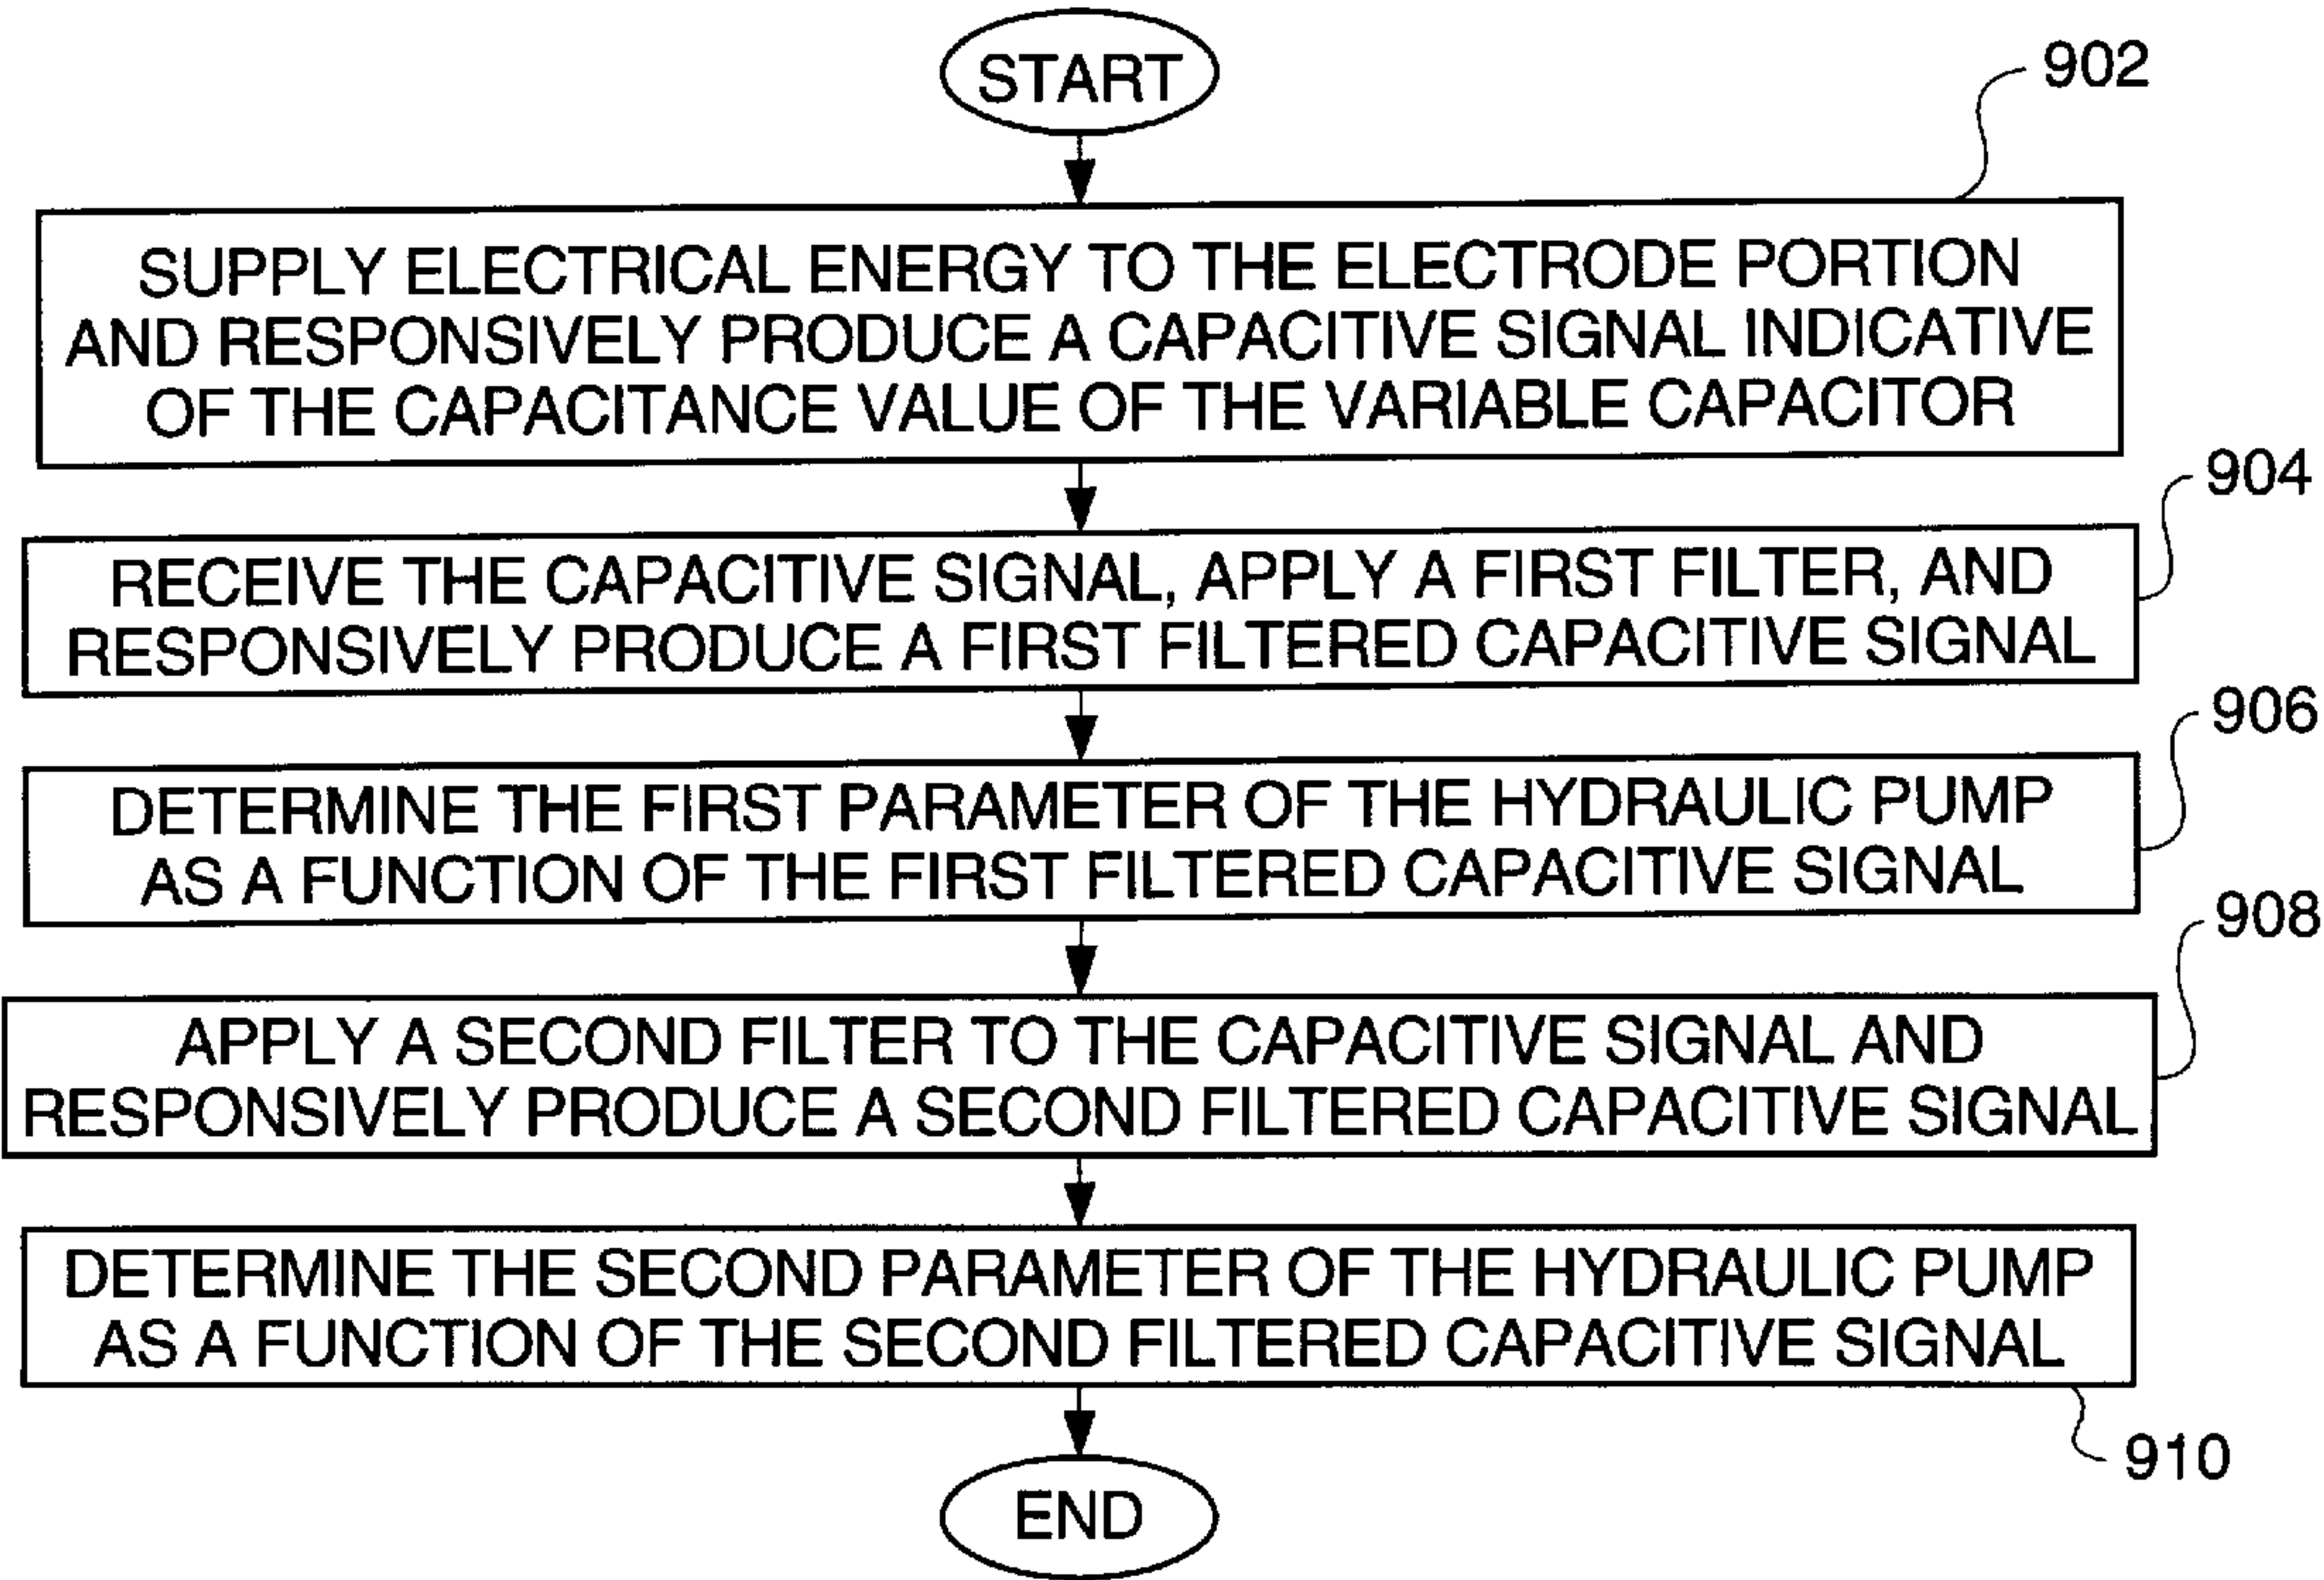 START
902
SUPPLY ELECTRICAL ENERGY TO THE ELECTRODE PORTION
AND RESPONSIVELY PRODUCE A CAPACITIVE SIGNAL INDICATIVE
OF THE CAPACITANCE VALUE OF THE VARIABLE CAPACITOR
904
RECEIVE THE CAPACITIVE SIGNAL, APPLY A FIRST FILTER, AND
RESPONSIVELY PRODUCE A FIRST FILTERED CAPACITIVE SIGNAL
906
DETERMINE THE FIRST PARAMETER OF THE HYDRAULIC PUMP
AS A FUNCTION OF THE FIRST FILTERED CAPACITIVE SIGNAL
908
APPLY A SECOND FILTER TO THE CAPACITIVE SIGNAL AND
RESPONSIVELY PRODUCE A SECOND FILTERED CAPACITIVE SIGNAL
DETERMINE THE SECOND PARAMETER OF THE HYDRAULIC PUMP
AS A FUNCTION OF THE SECOND FILTERED CAPACITIVE SIGNAL
910
END